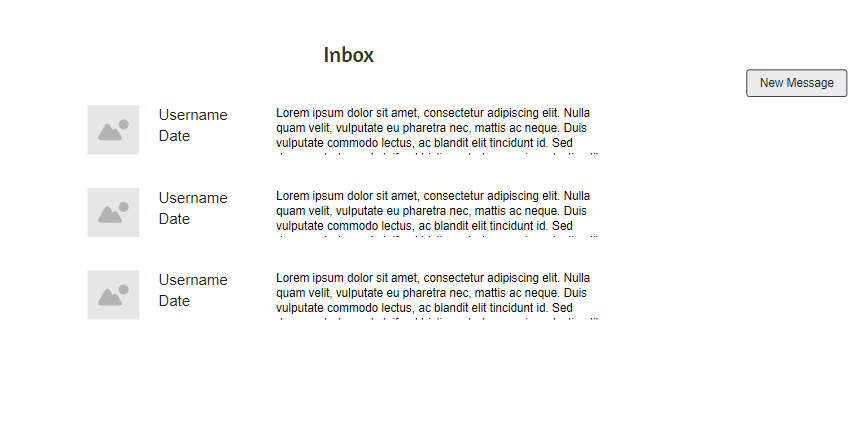 Inbox
New Message
Username
Date
Lorem ipsum dolor sit amet, consectetur adipiscing elit. Nulla
quam velit, vulputate eu pharetra nec, mattis ac neque. Duis
vulputate commodo lectus, ac blandit elit tincidunt id. Sed
Username
Date
Lorem ipsum dolor sit amet, consectetur adipiscing elit. Nulla
quam velit, vulputate eu pharetra nec, mattis ac neque. Duis
vulputate commodo lectus, ac blandit elit tincidunt id. Sed
Username
Date
Lorem ipsum dolor sit amet, consectetur adipiscing elit. Nulla
quam velit, vulputate eu pharetra nec, mattis ac neque. Duis
vulputate commodo lectus, ac blandit elit tincidunt id. Sed